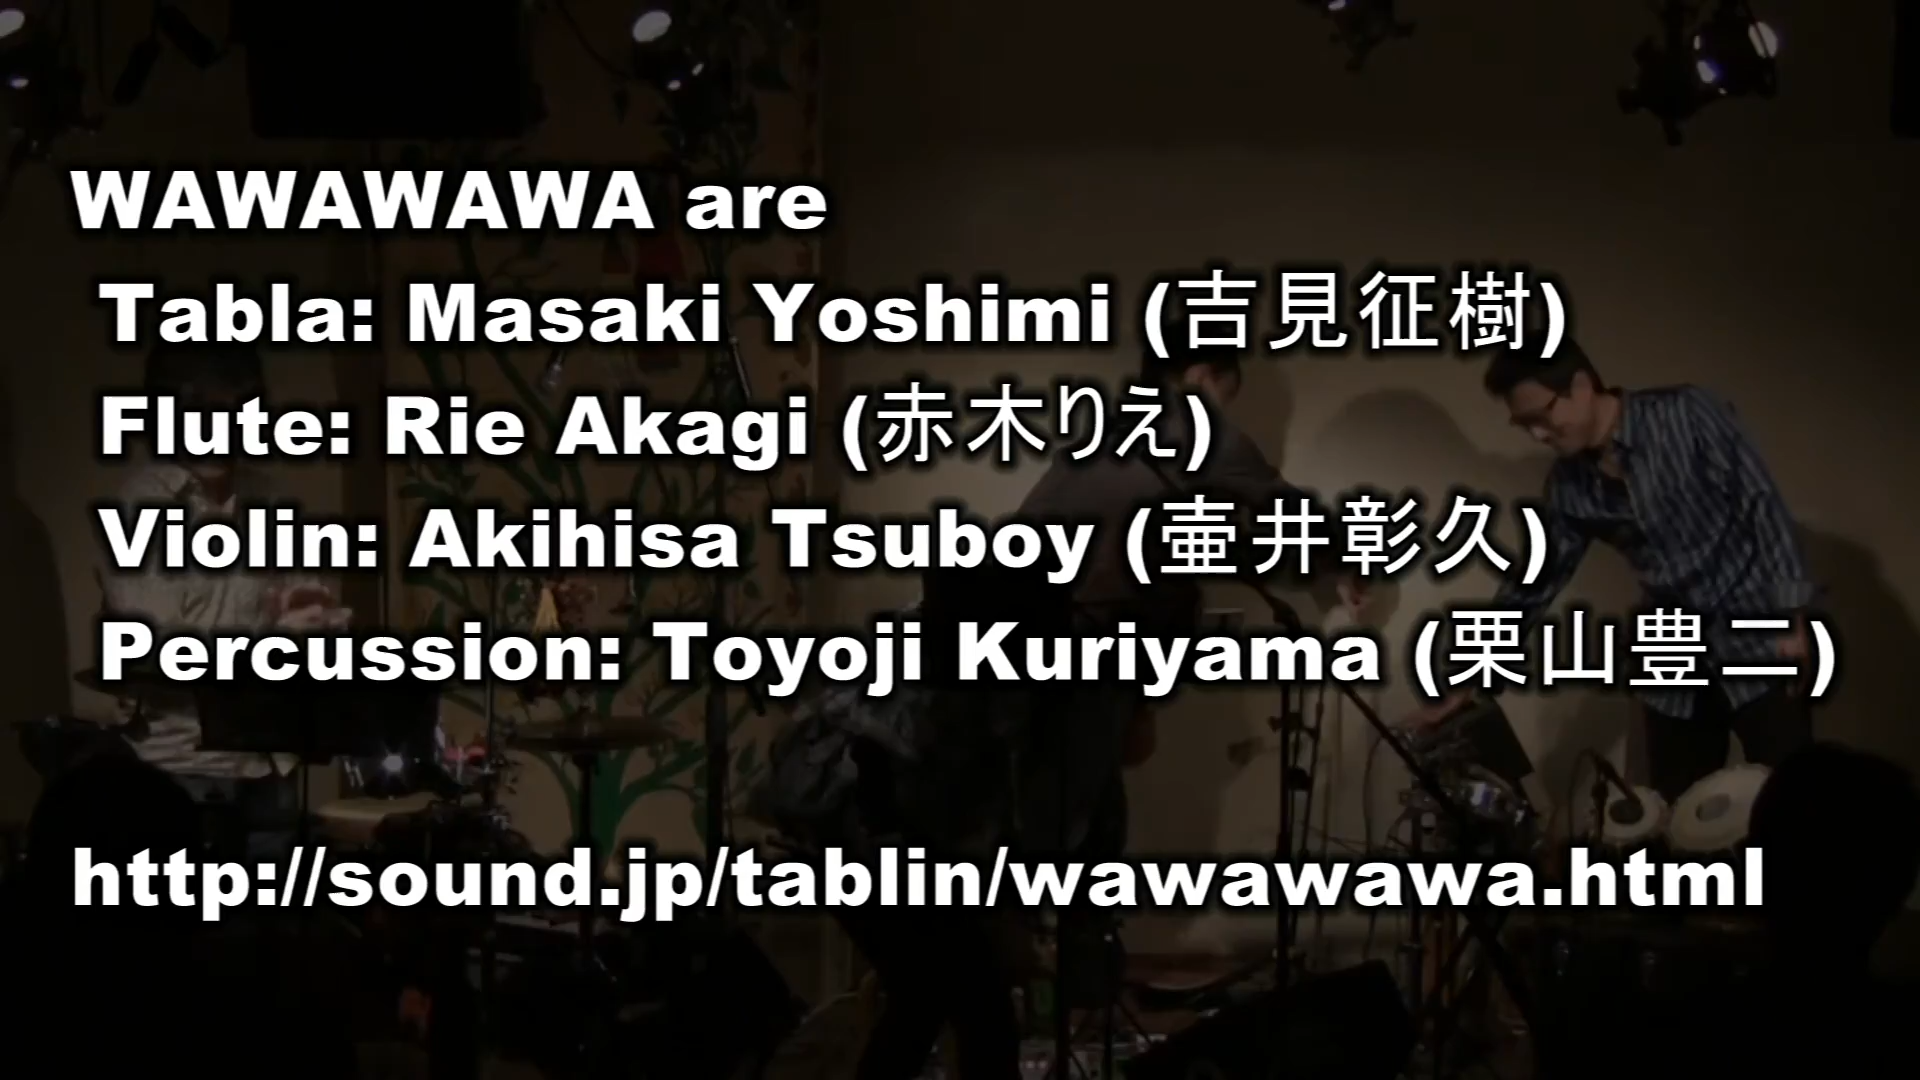 WAWAWAWA are
Tabla: Masaki Yoshimi (吉見征樹)
Flute: Rie Akagi (赤木りえ)
Violin: Akihisa Tsuboy (壷井彰久)
Percussion: Toyoji Kuriyama (栗山豊二)
http://sound.jp/tablin/wawawawa.html